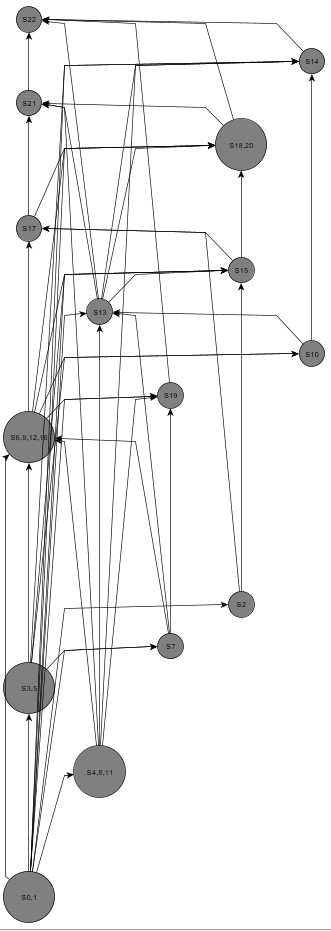 S22
S14
S21
S18,20
S17
S15
S13
S10
S19
S6,9,12,16
S2
S7
S3,5
S4,8,11
S0,1